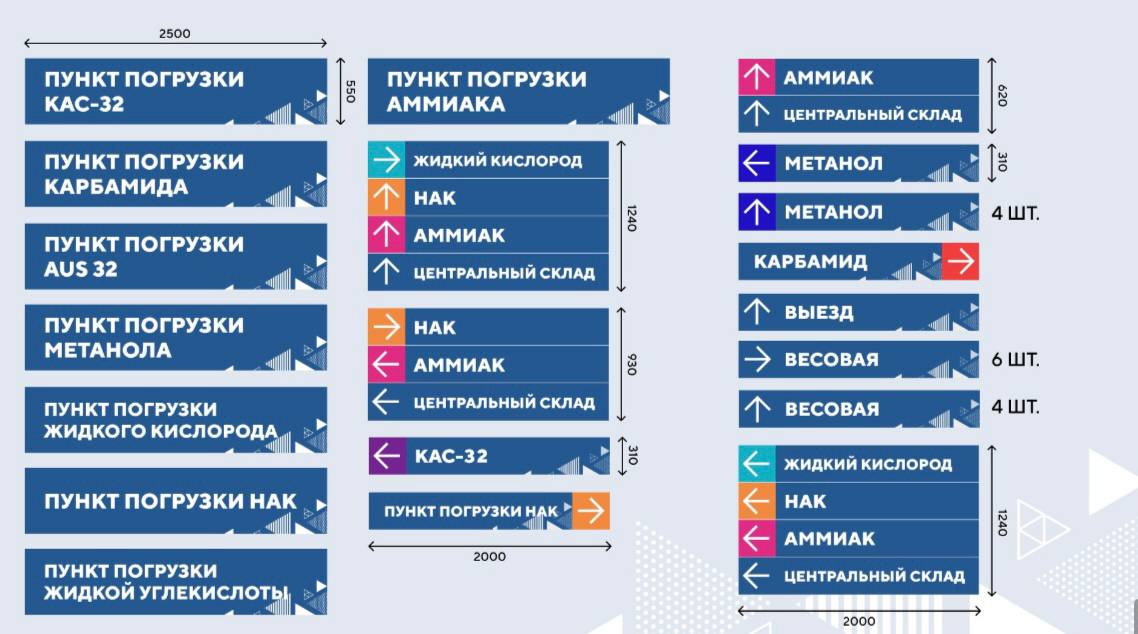 2500
ПУНКТ ПОГРУЗКИ
КАС-32
550
ПУНКТ ПОГРУЗКИ
КАРБАМИДА
ПУНКТ ПОГРУЗКИ
AUS 32
ПУНКТ ПОГРУЗКИ
МЕТАНОЛА
ПУНКТ ПОГРУЗКИ
ЖИДКОГО КИСЛОРОДА
ПУНКТ ПОГРУЗКИ НАК
ПУНКТ ПОГРУЗКИ
ЖИДКОЙ УГЛЕКИСЛОТЫ
ПУНКТ ПОГРУЗКИ
АММИАКА
ЖИДКИЙ КИСЛОРОД
НАК
АММИАК
ЦЕНТРАЛЬНЫЙ СКЛАД
1240
НАК
АММИАК
ЦЕНТРАЛЬНЫЙ СКЛАД
930
КАС-32
310
ПУНКТ ПОГРУЗКИ НАК
2000
АММИАК
ЦЕНТРАЛЬНЫЙ СКЛАД
620
МЕТАНОЛ
310
МЕТАНОЛ
4 ШТ.
КАРБАМИД
ВЫЕЗД
ВЕСОВАЯ
6 ШТ.
ВЕСОВАЯ
4 ШТ.
ЖИДКИЙ КИСЛОРОД
НАК
АММИАК
ЦЕНТРАЛЬНЫЙ СКЛАД
1240
2000